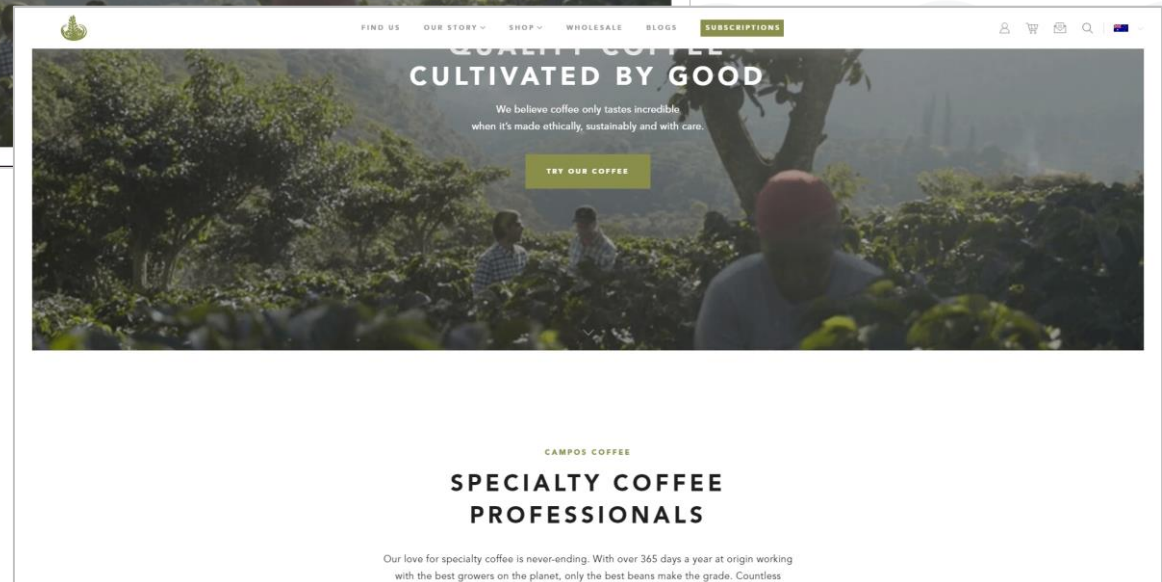 FIND US OUR STORY SHOP WHOLESALE BLOGS SUBSCRIPTIONS
QUALITY COFFEE
CULTIVATED BY GOOD
We believe coffee only tastes incredible
when it's made ethically, sustainably and with care.
TRY OUR COFFEE
CAMPOS COFFEE
SPECIALTY COFFEE
PROFESSIONALS
Our love for specialty coffee is never-ending. With over 365 days a year at origin working
with the best growers on the planet, only the best beans make the grade. Countless